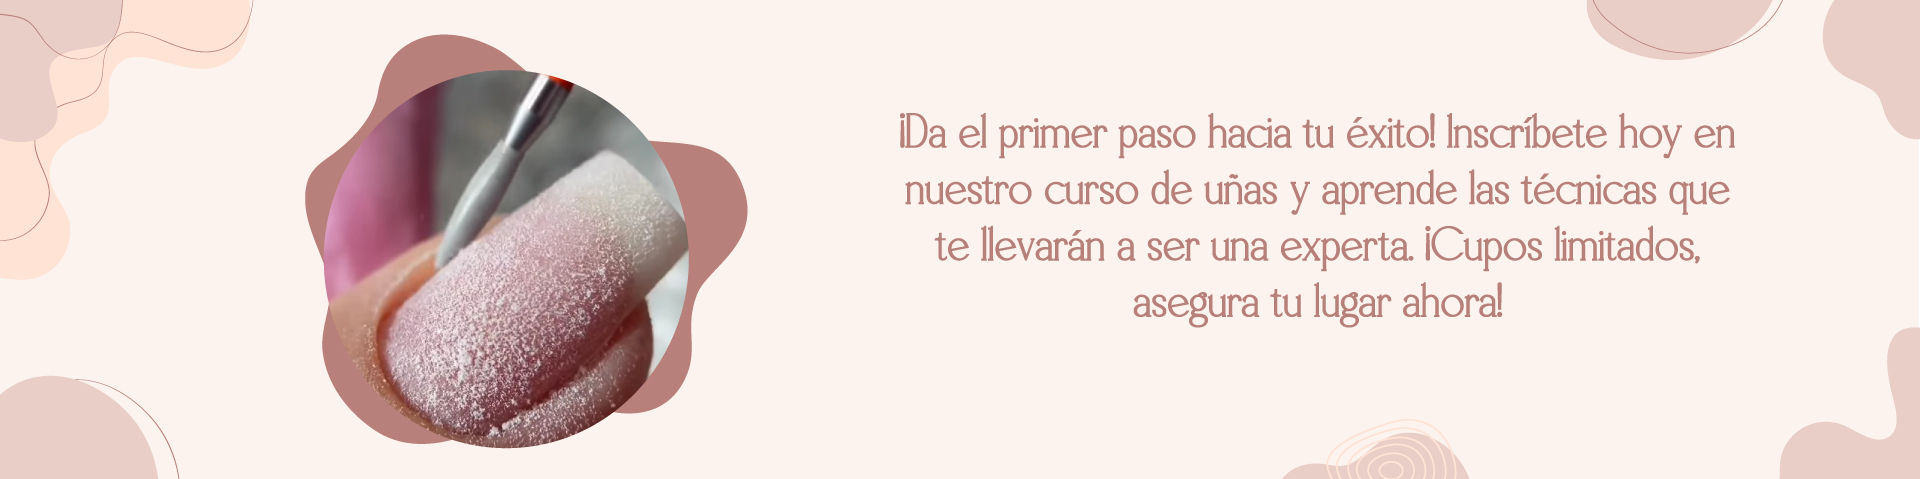 ¡Da el primer paso hacia tu éxito! Inscríbete hoy en
nuestro curso de uñas y aprende las técnicas que
te llevarán a ser una experta. ¡Cupos limitados,
asegura tu lugar ahora!